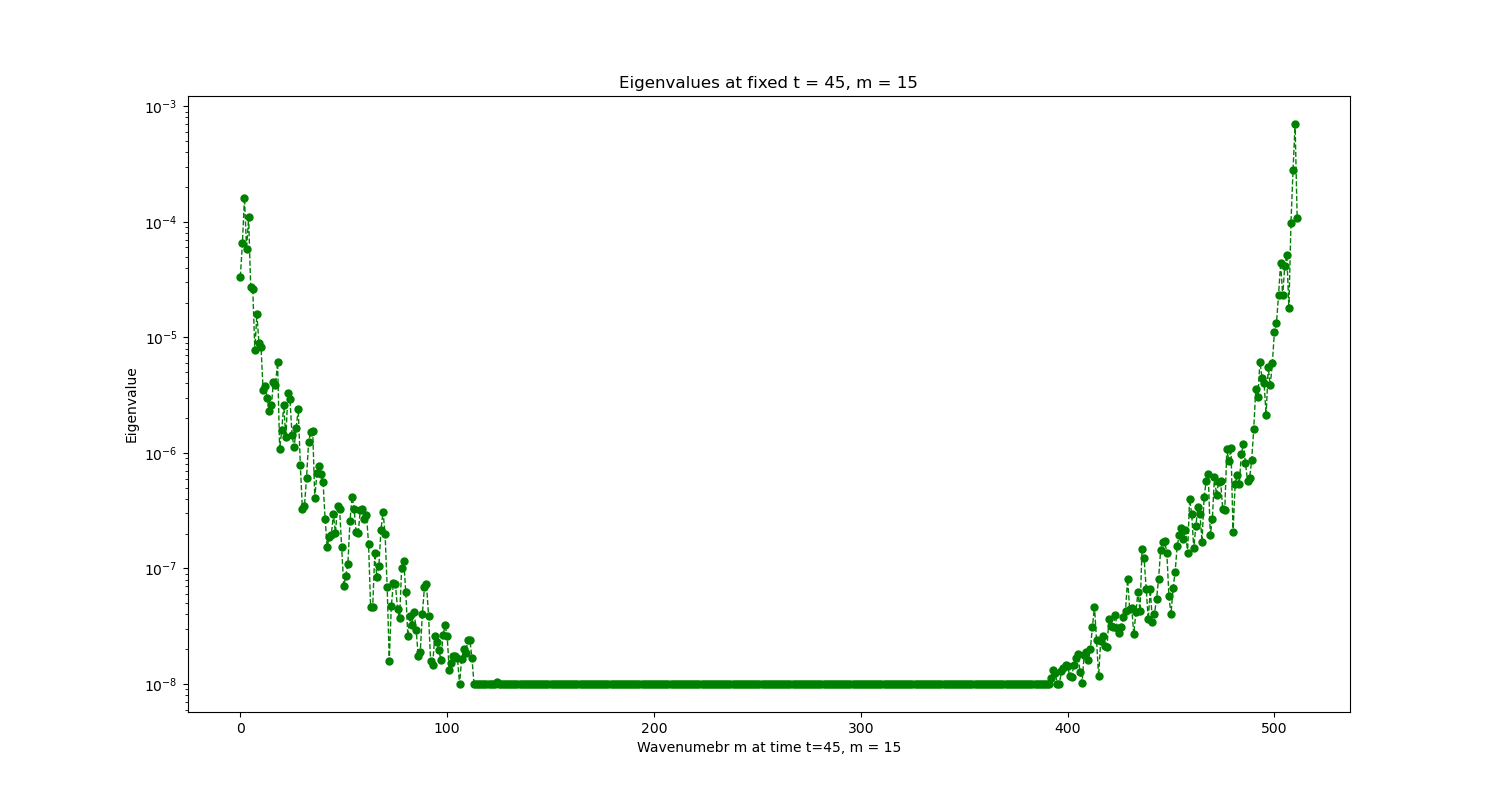 Eigenvalues at fixed t = 45, m = 15
10⁻³
10⁻⁴
10⁻⁵
10⁻⁶
10⁻⁷
10⁻⁸
Eigenvalue
0 100 200 300 400 500
Wavenumebr m at time t=45, m = 15